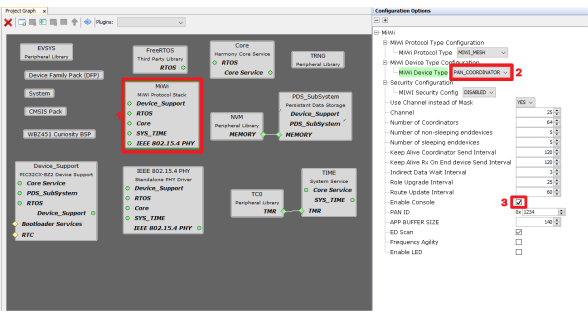 Project Graph
Plugins:
EVSYS
Peripheral Library
Device Family Pack (DFP)
System
CMSIS Pack
WBZ451 Curiosity BSP
FreeRTOS
Third Party Library
RTOS
Core
Harmony Core Service
RTOS
Core Service
TRNG
Peripheral Library
1
MiWi
MiWi Protocol Stack
Device_Support
RTOS
Core
SYS_TIME
IEEE 802.15.4 PHY
NVM
Peripheral Library
MEMORY
PDS_SubSystem
Persistant Data Storage
Device_Support
PDS_SubSystem
MEMORY
Device_Support
PIC32CX-BZ2 Device Support
Core Service
PDS_SubSystem
RTOS
Device_Support
Bootloader Services
RTC
IEEE 802.15.4 PHY
Standalone PHY Driver
Device_Support
RTOS
Core
SYS_TIME
IEEE 802.15.4 PHY
TC0
Peripheral Library
TMR
TIME
System Service
Core Service
SYS_TIME
TMR
Configuration Options
MiWi
MiWi Protocol Type Configuration
MiWi Protocol Type MIWI_MESH
MiWi Device Type Configuration
MiWi Device Type PAN_COORDINATOR 2
Security Configuration
MIWI Security Config DISABLED
Use Channel instead of Mask YES
Channel 25
Number of Coordinators 64
Number of non-sleeping enddevices 5
Number of sleeping enddevices 5
Keep Alive Coordinator Send Interval 120
Keep Alive Rx On End device Send Interval 120
Indirect Data Wait Interval 3
Role Upgrade Interval 25
Route Update Interval 60
Enable Console 3
PAN ID 0x 1234
APP BUFFER SIZE 140
ED Scan
Frequency Agility
Enable LED